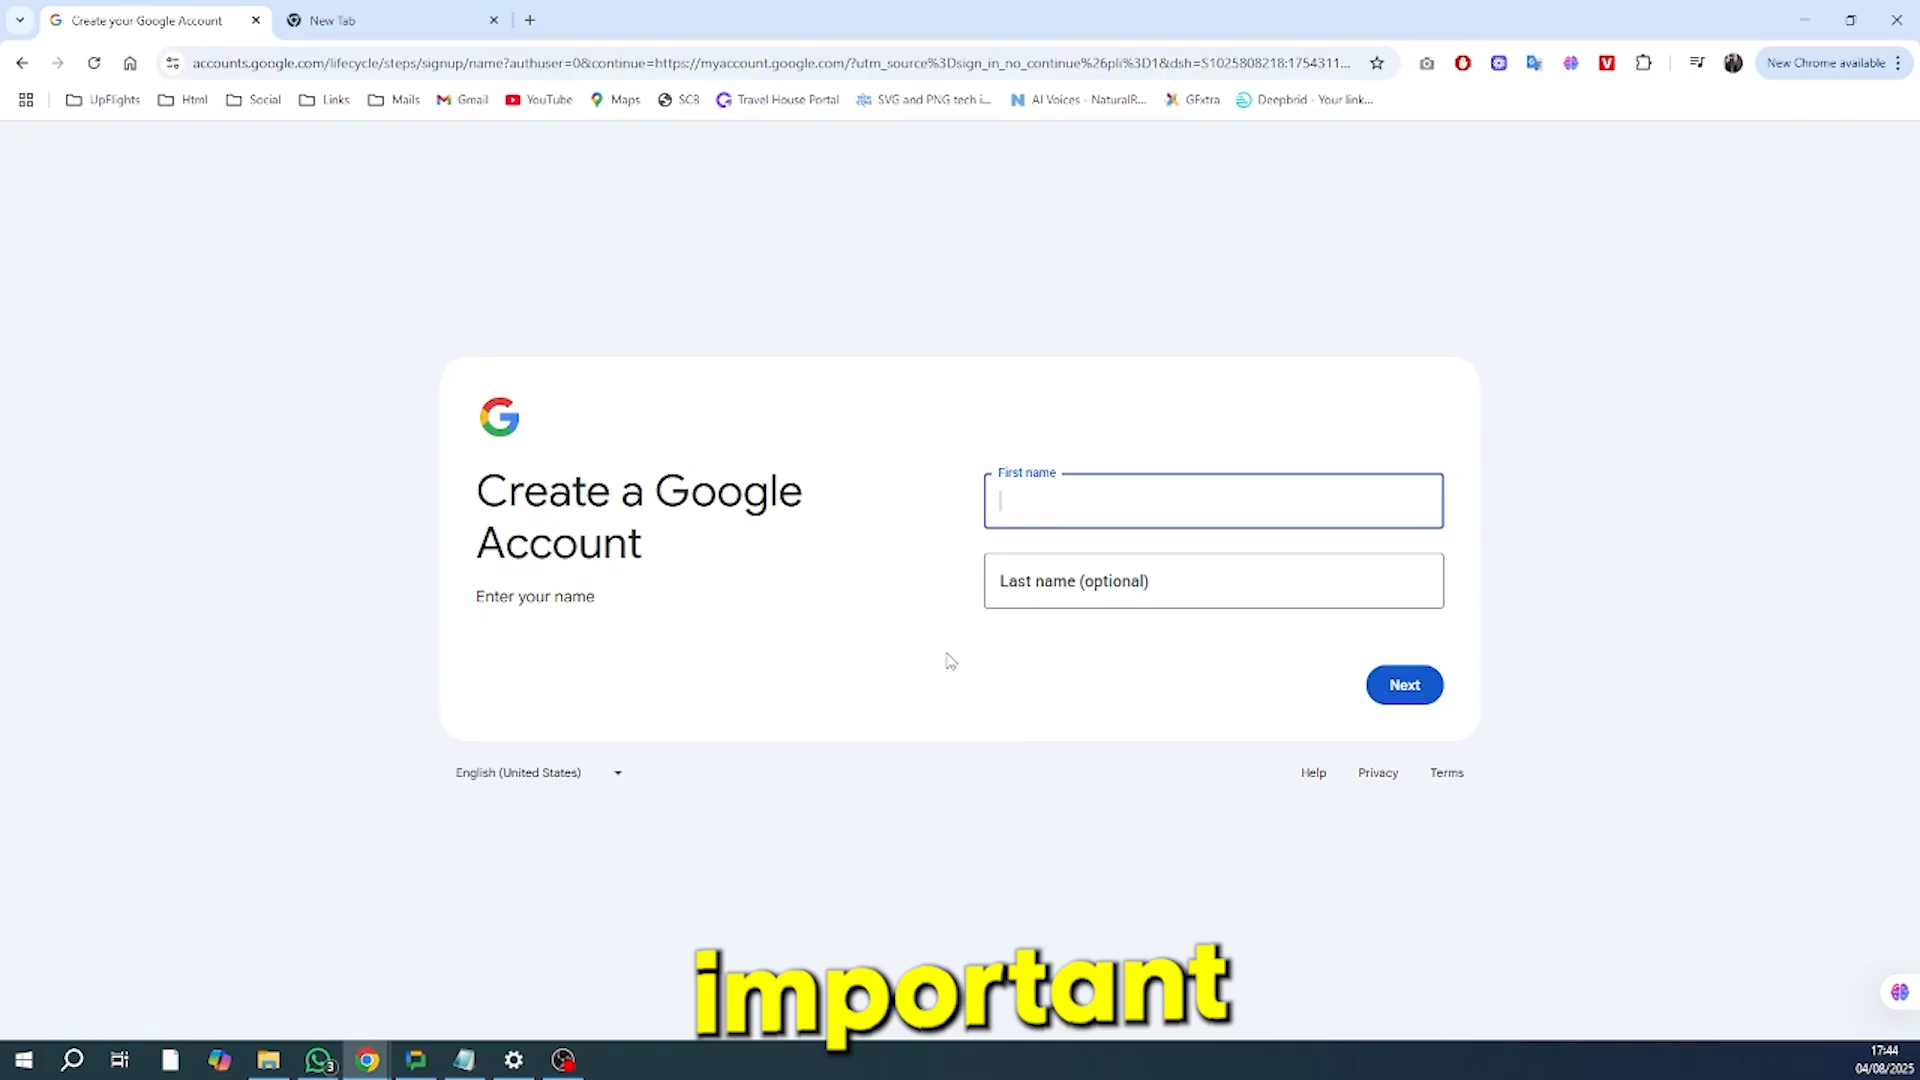 Create your Google Account
New Tab
accounts.google.com/lifecycle/steps/signup/name?authuser=0&continue=https://myaccount.google.com/?utm_source%3Dsign_in_no_continue%26pli%3D1&dsh=S1025808218:1754311...
New Chrome available
UpFlights
Html
Social
Links
Mails
Gmail
YouTube
Maps
SCB
Travel House Portal
SVG and PNG tech i...
AI Voices - NaturalR...
GFxtra
Deepbrid - Your link...
Create a Google
Account
Enter your name
First name
Last name (optional)
Next
English (United States)
Help
Privacy
Terms
important
3
17:44
04/08/2025